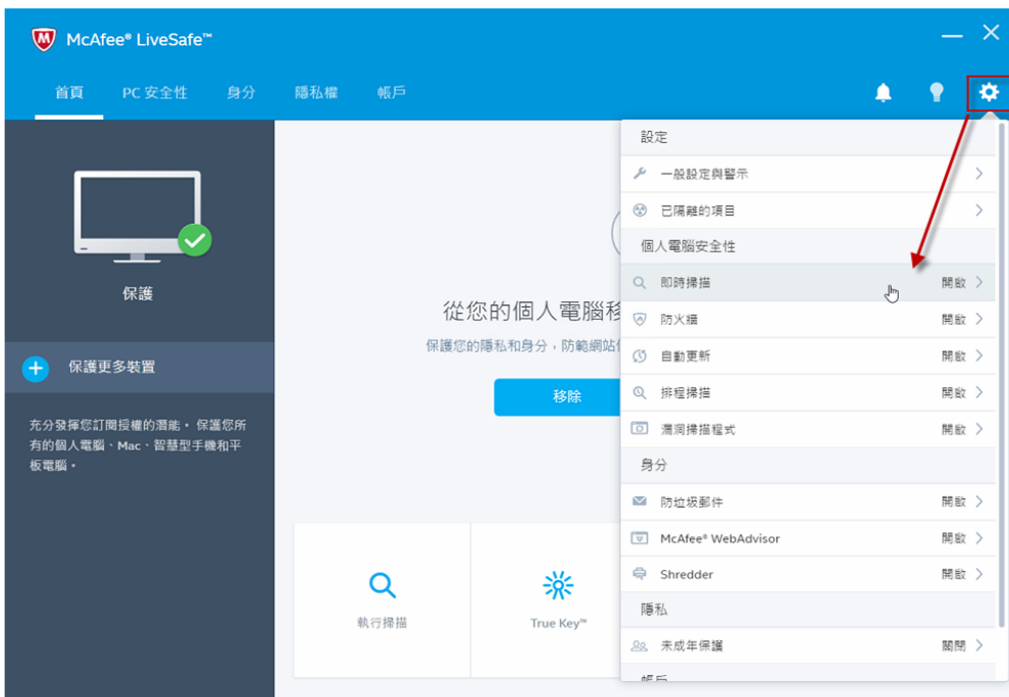 McAfee® LiveSafe™
首頁 PC 安全性 身分 隱私權 帳戶
保護
保護更多裝置
充分發揮您訂閱授權的潛能。保護您所
有的個人電腦、Mac、智慧型手機和平
板電腦。
從您的個人電腦移
保護您的隱私和身分，防範網站
移除
執行掃描
True Key™
設定
一般設定與警示
已隔離的項目
個人電腦安全性
即時掃描 開啟
防火牆 開啟
自動更新 開啟
排程掃描 開啟
漏洞掃描程式 開啟
身分
防垃圾郵件 開啟
McAfee® WebAdvisor 開啟
Shredder 開啟
隱私
未成年保護 關閉
帳戶